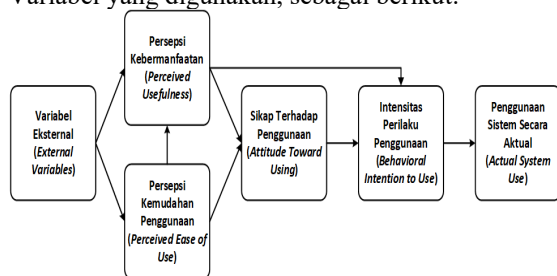 Variabel yang digunakan, sebagai berikut:
Persepsi
Kebermanfaatan
(Perceived
Usefulness)
Variabel
Eksternal
(External
Variables)
Persepsi
Kemudahan
Penggunaan
(Perceived Ease of
Use)
Sikap Terhadap
Penggunaan
(Attitude Toward
Using)
Intensitas
Perilaku
Penggunaan
(Behavioral
Intention to Use)
Penggunaan
Sistem Secara
Aktual
(Actual System
Use)